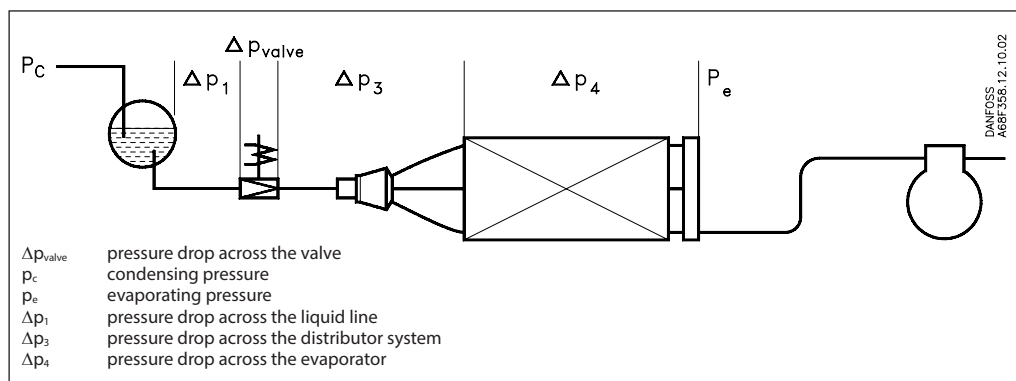 Δ p_valve
P_C
Δ p_1
Δ p_3
Δ p_4
P_e
DANFOSS
A68F358.12.10.02
Δp_valve pressure drop across the valve
p_c condensing pressure
p_e evaporating pressure
Δp_1 pressure drop across the liquid line
Δp_3 pressure drop across the distributor system
Δp_4 pressure drop across the evaporator